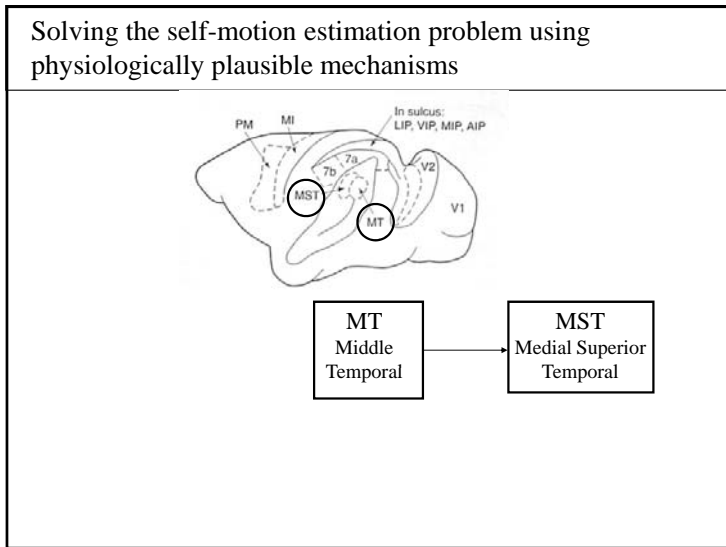 Solving the self-motion estimation problem using
physiologically plausible mechanisms
In sulcus:
LIP, VIP, MIP, AIP
PM
MI
7a
7b
V2
MST
V1
MT
MT
Middle
Temporal
MST
Medial Superior
Temporal